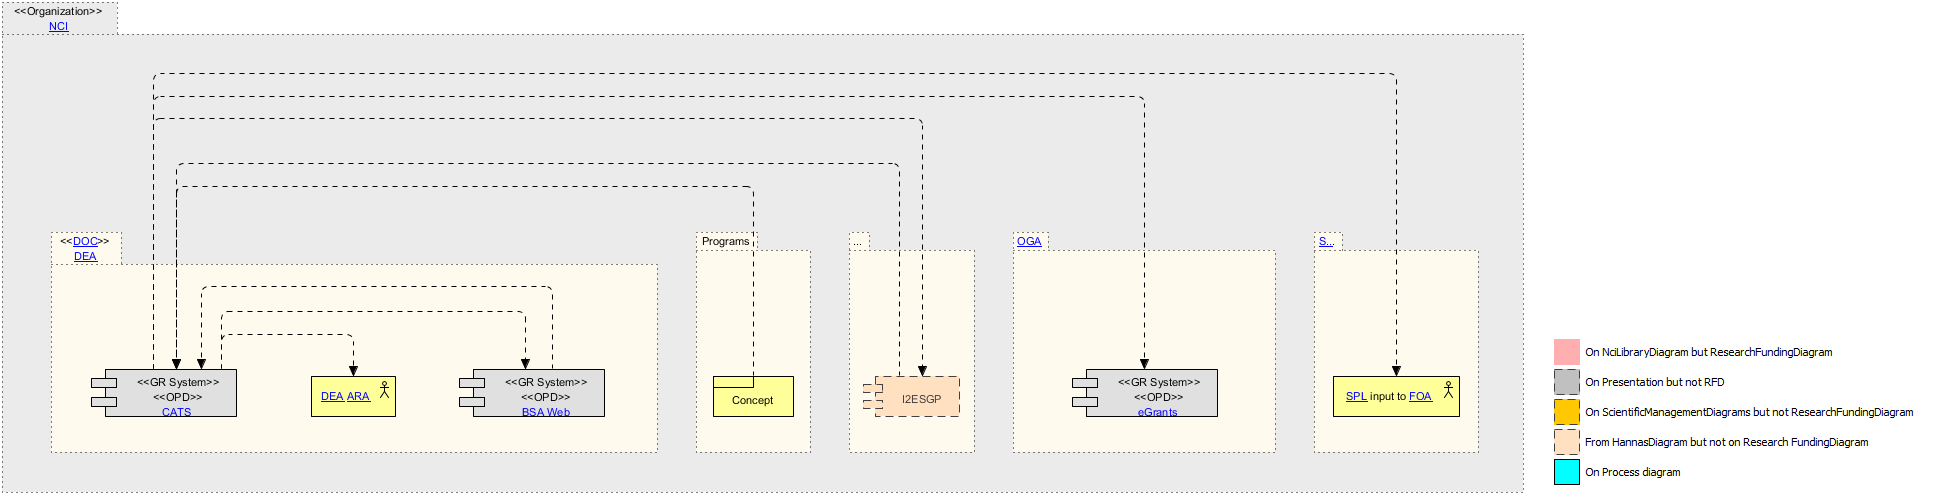 <<Organization>>
NCI
<<DOC>>
DEA
Programs
...
OGA
S...
<<GR System>>
<<OPD>>
CATS
DEA ARA
<<GR System>>
<<OPD>>
BSA Web
Concept
I2ESGP
<<GR System>>
<<OPD>>
eGrants
SPL input to FOA
On NciLibraryDiagram but ResearchFundingDiagram
On Presentation but not RFD
On ScientificManagementDiagrams but not ResearchFundingDiagram
From HannasDiagram but not on Research FundingDiagram
On Process diagram